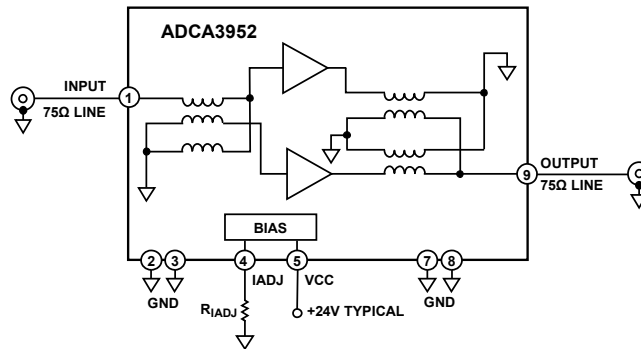 ADCA3952
INPUT
75Ω LINE
1
OUTPUT
75Ω LINE
9
BIAS
2
3
4
5
7
8
GND
IADJ
VCC
GND
RIADJ
+24V TYPICAL